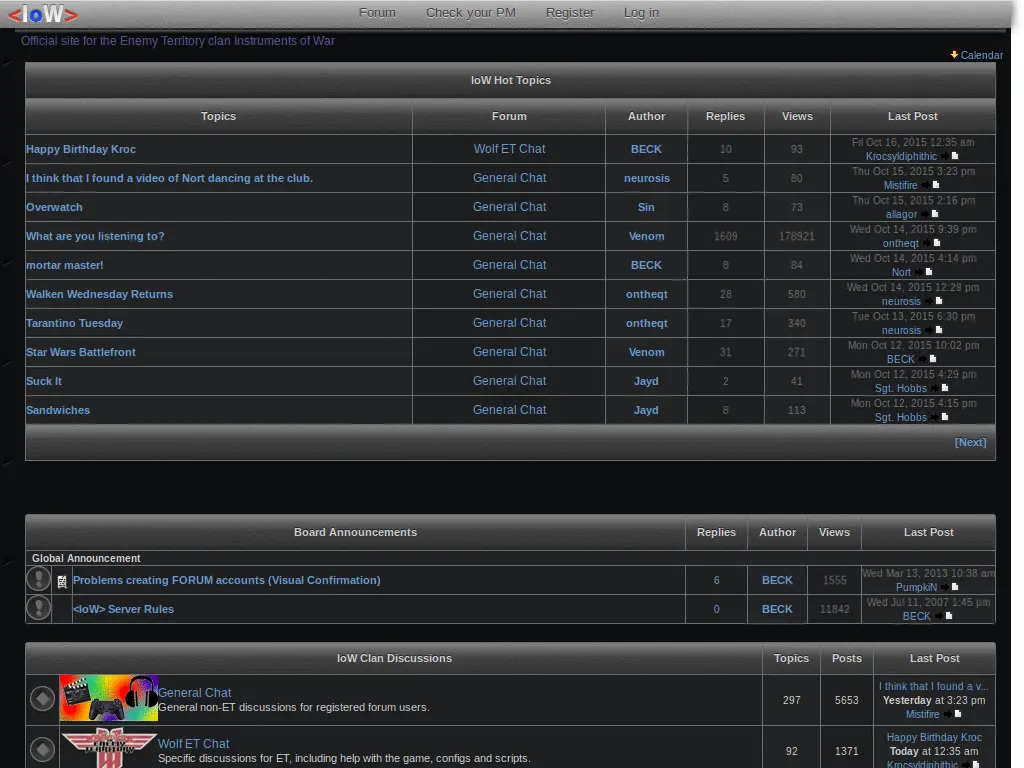 <IoW> Forum Check your PM Register Log in
Official site for the Enemy Territory clan Instruments of War
Calendar
IoW Hot Topics
Topics Forum Author Replies Views Last Post
Happy Birthday Kroc Wolf ET Chat BECK 10 93 Fri Oct 16, 2015 12:35 am
Krocsyldiphithic
I think that I found a video of Nort dancing at the club. General Chat neurosis 5 80 Thu Oct 15, 2015 3:23 pm
Mistifire
Overwatch General Chat Sin 8 73 Thu Oct 15, 2015 2:16 pm
allagor
What are you listening to? General Chat Venom 1609 178921 Wed Oct 14, 2015 9:39 pm
ontheqt
mortar master! General Chat BECK 8 84 Wed Oct 14, 2015 4:14 pm
Nort
Walken Wednesday Returns General Chat ontheqt 28 580 Wed Oct 14, 2015 12:29 pm
neurosis
Tarantino Tuesday General Chat ontheqt 17 340 Tue Oct 13, 2015 6:30 pm
neurosis
Star Wars Battlefront General Chat Venom 31 271 Mon Oct 12, 2015 10:02 pm
BECK
Suck It General Chat Jayd 2 41 Mon Oct 12, 2015 4:29 pm
Sgt. Hobbs
Sandwiches General Chat Jayd 8 113 Mon Oct 12, 2015 4:15 pm
Sgt. Hobbs
[Next]
Board Announcements Replies Author Views Last Post
Global Announcement
Problems creating FORUM accounts (Visual Confirmation) 6 BECK 1555 Wed Mar 13, 2013 10:38 am
PumpkiN
<IoW> Server Rules 0 BECK 11842 Wed Jul 11, 2007 1:45 pm
BECK
IoW Clan Discussions Topics Posts Last Post
General Chat
General non-ET discussions for registered forum users. 297 5653 I think that I found a v...
Yesterday at 3:23 pm
Mistifire
Wolf ET Chat
Specific discussions for ET, including help with the game, configs and scripts. 92 1371 Happy Birthday Kroc
Today at 12:35 am
Krocsyldiphithic